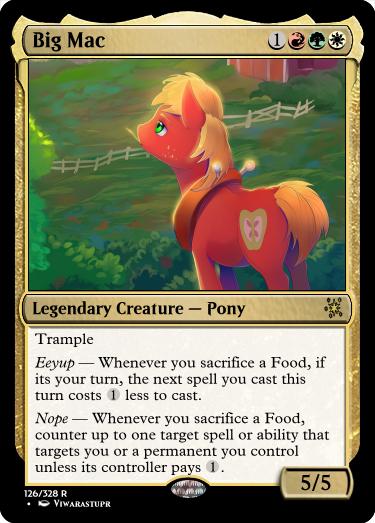 Big Mac 1
Legendary Creature — Pony
Trample
Eeyup — Whenever you sacrifice a Food, if
its your turn, the next spell you cast this
turn costs 1 less to cast.
Nope — Whenever you sacrifice a Food,
counter up to one target spell or ability that
targets you or a permanent you control
unless its controller pays 1.
5/5
126/328 R
• Viwarastupr